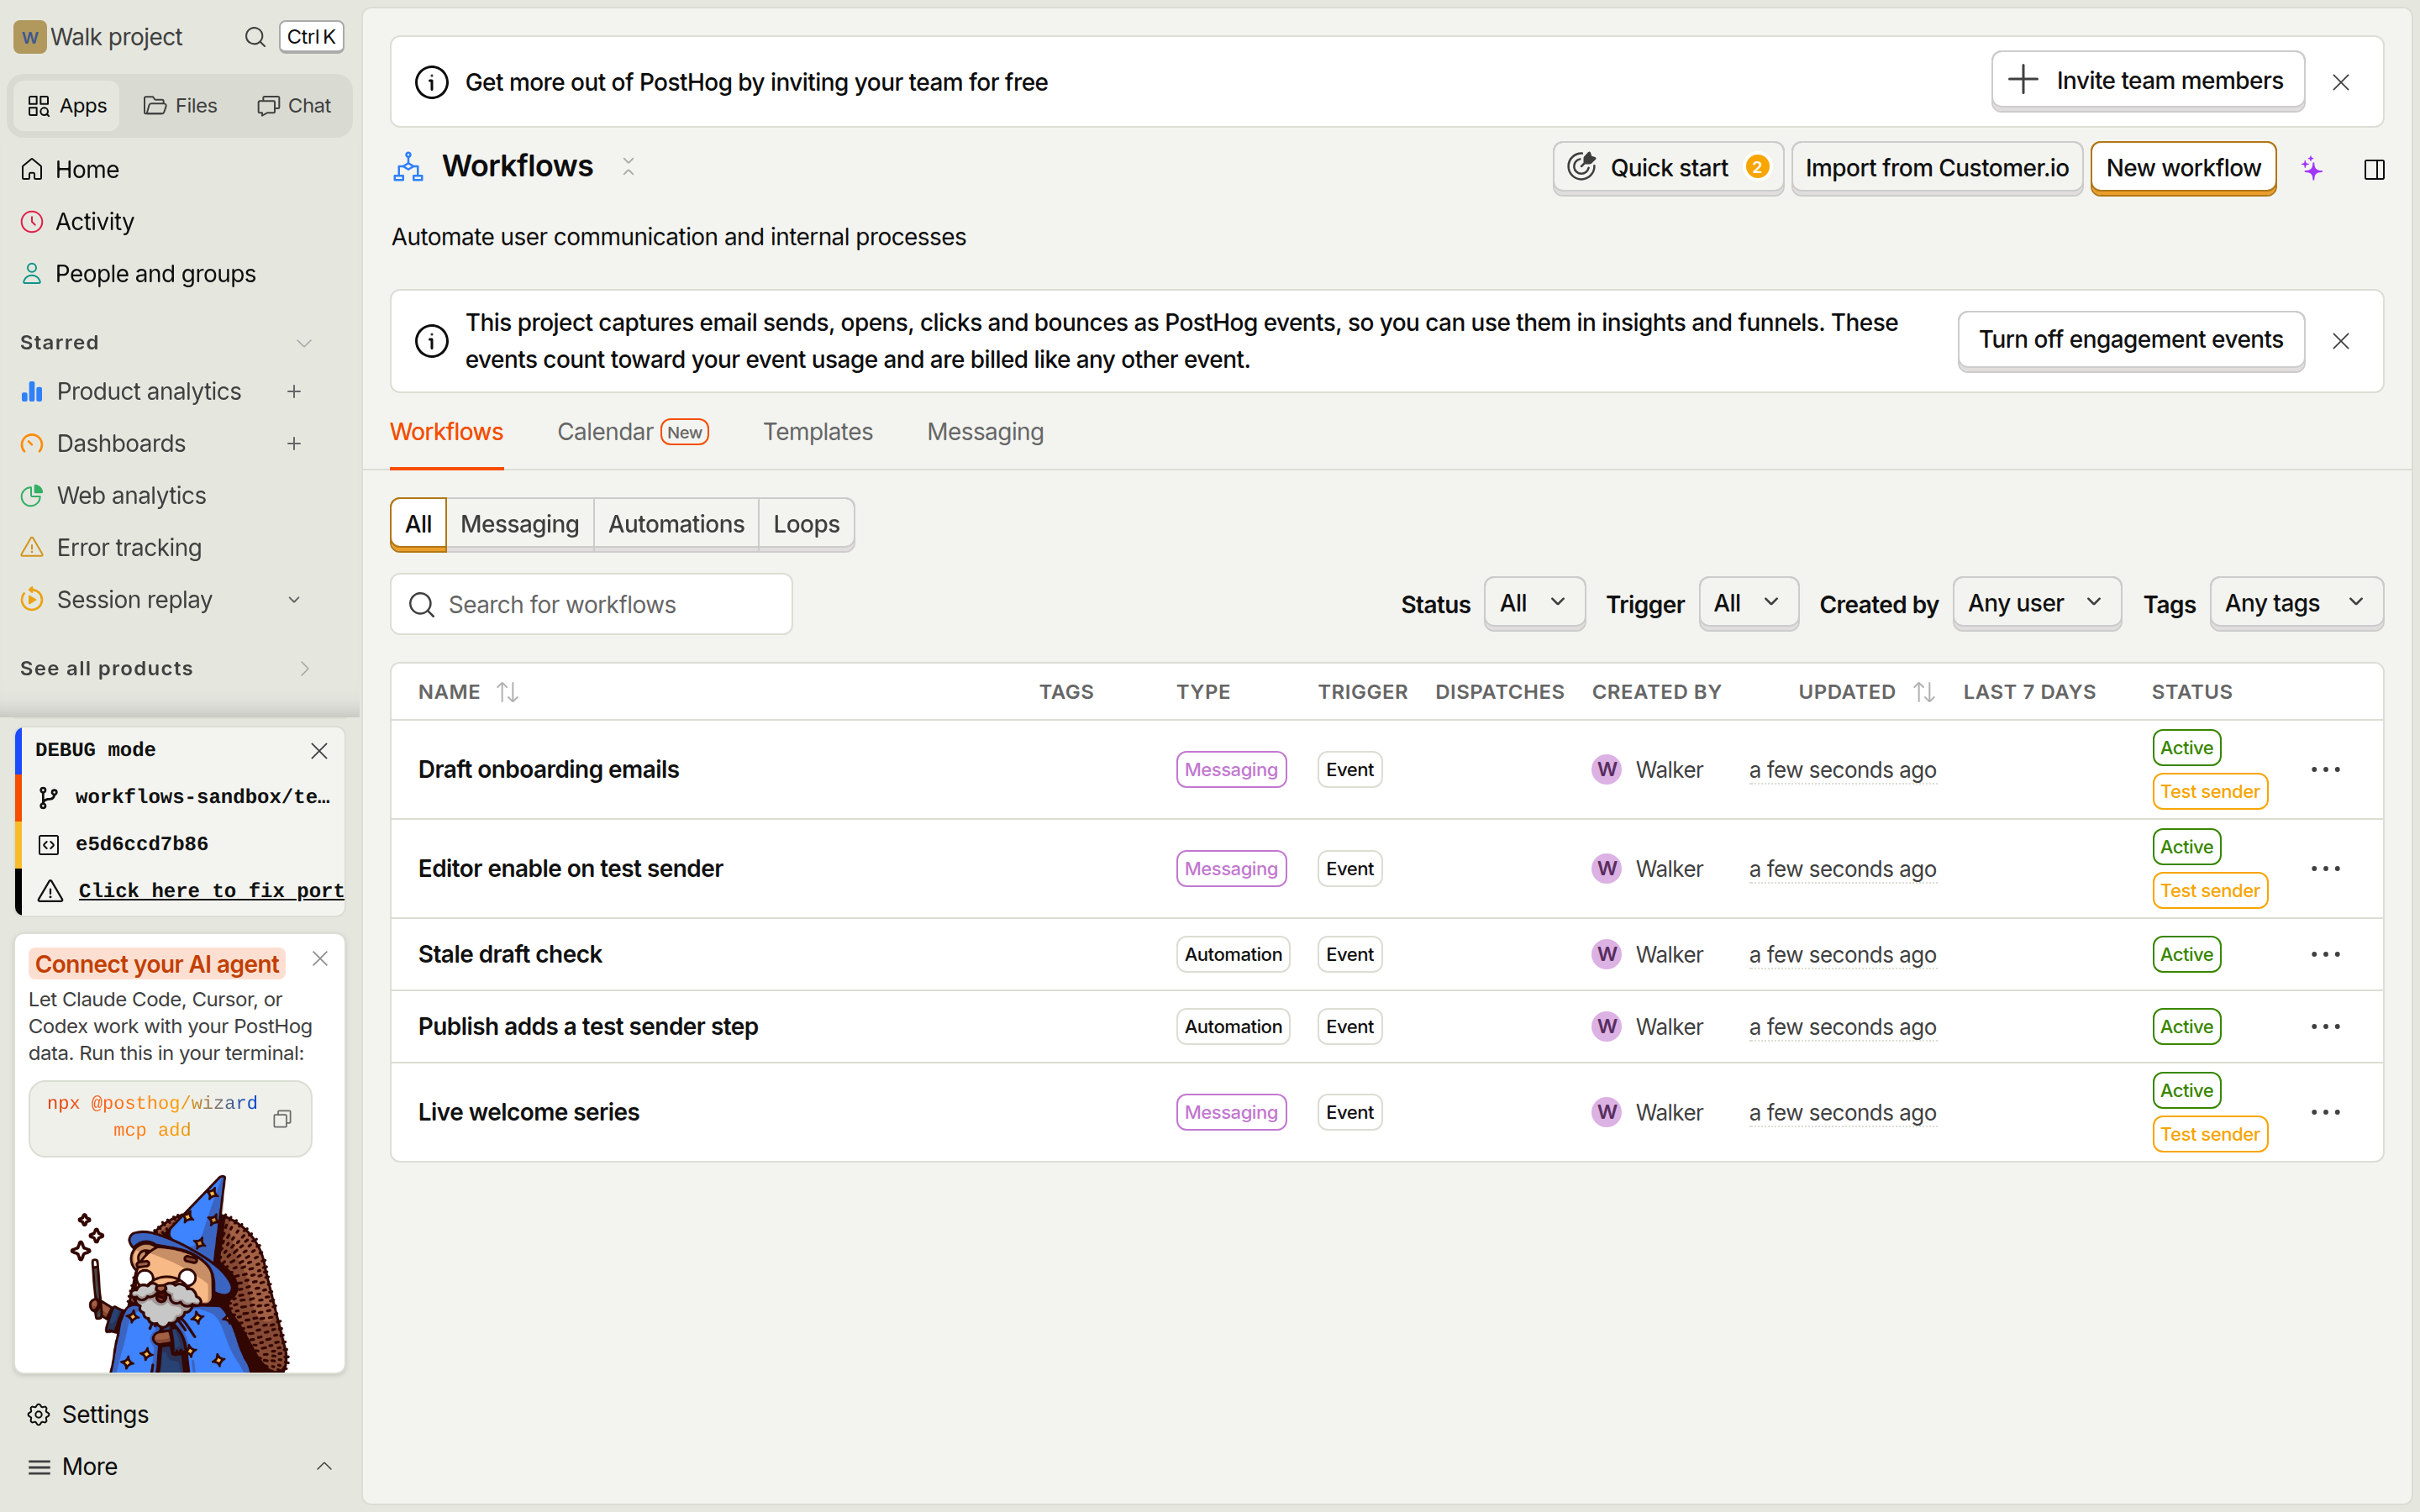 W Walk project Ctrl K
Apps Files Chat
Home
Activity
People and groups
Starred
Product analytics
Dashboards
Web analytics
Error tracking
Session replay
See all products
DEBUG mode
workflows-sandbox/te…
e5d6ccd7b86
Click here to fix port
Connect your AI agent
Let Claude Code, Cursor, or
Codex work with your PostHog
data. Run this in your terminal:
npx @posthog/wizard
mcp add
Settings
More
Get more out of PostHog by inviting your team for free
Invite team members
Workflows
Quick start 2
Import from Customer.io
New workflow
Automate user communication and internal processes
This project captures email sends, opens, clicks and bounces as PostHog events, so you can use them in insights and funnels. These
events count toward your event usage and are billed like any other event.
Turn off engagement events
Workflows Calendar New Templates Messaging
All Messaging Automations Loops
Search for workflows
Status All Trigger All Created by Any user Tags Any tags
NAME TAGS TYPE TRIGGER DISPATCHES CREATED BY UPDATED LAST 7 DAYS STATUS
Draft onboarding emails Messaging Event W Walker a few seconds ago Active
Test sender
Editor enable on test sender Messaging Event W Walker a few seconds ago Active
Test sender
Stale draft check Automation Event W Walker a few seconds ago Active
Publish adds a test sender step Automation Event W Walker a few seconds ago Active
Live welcome series Messaging Event W Walker a few seconds ago Active
Test sender